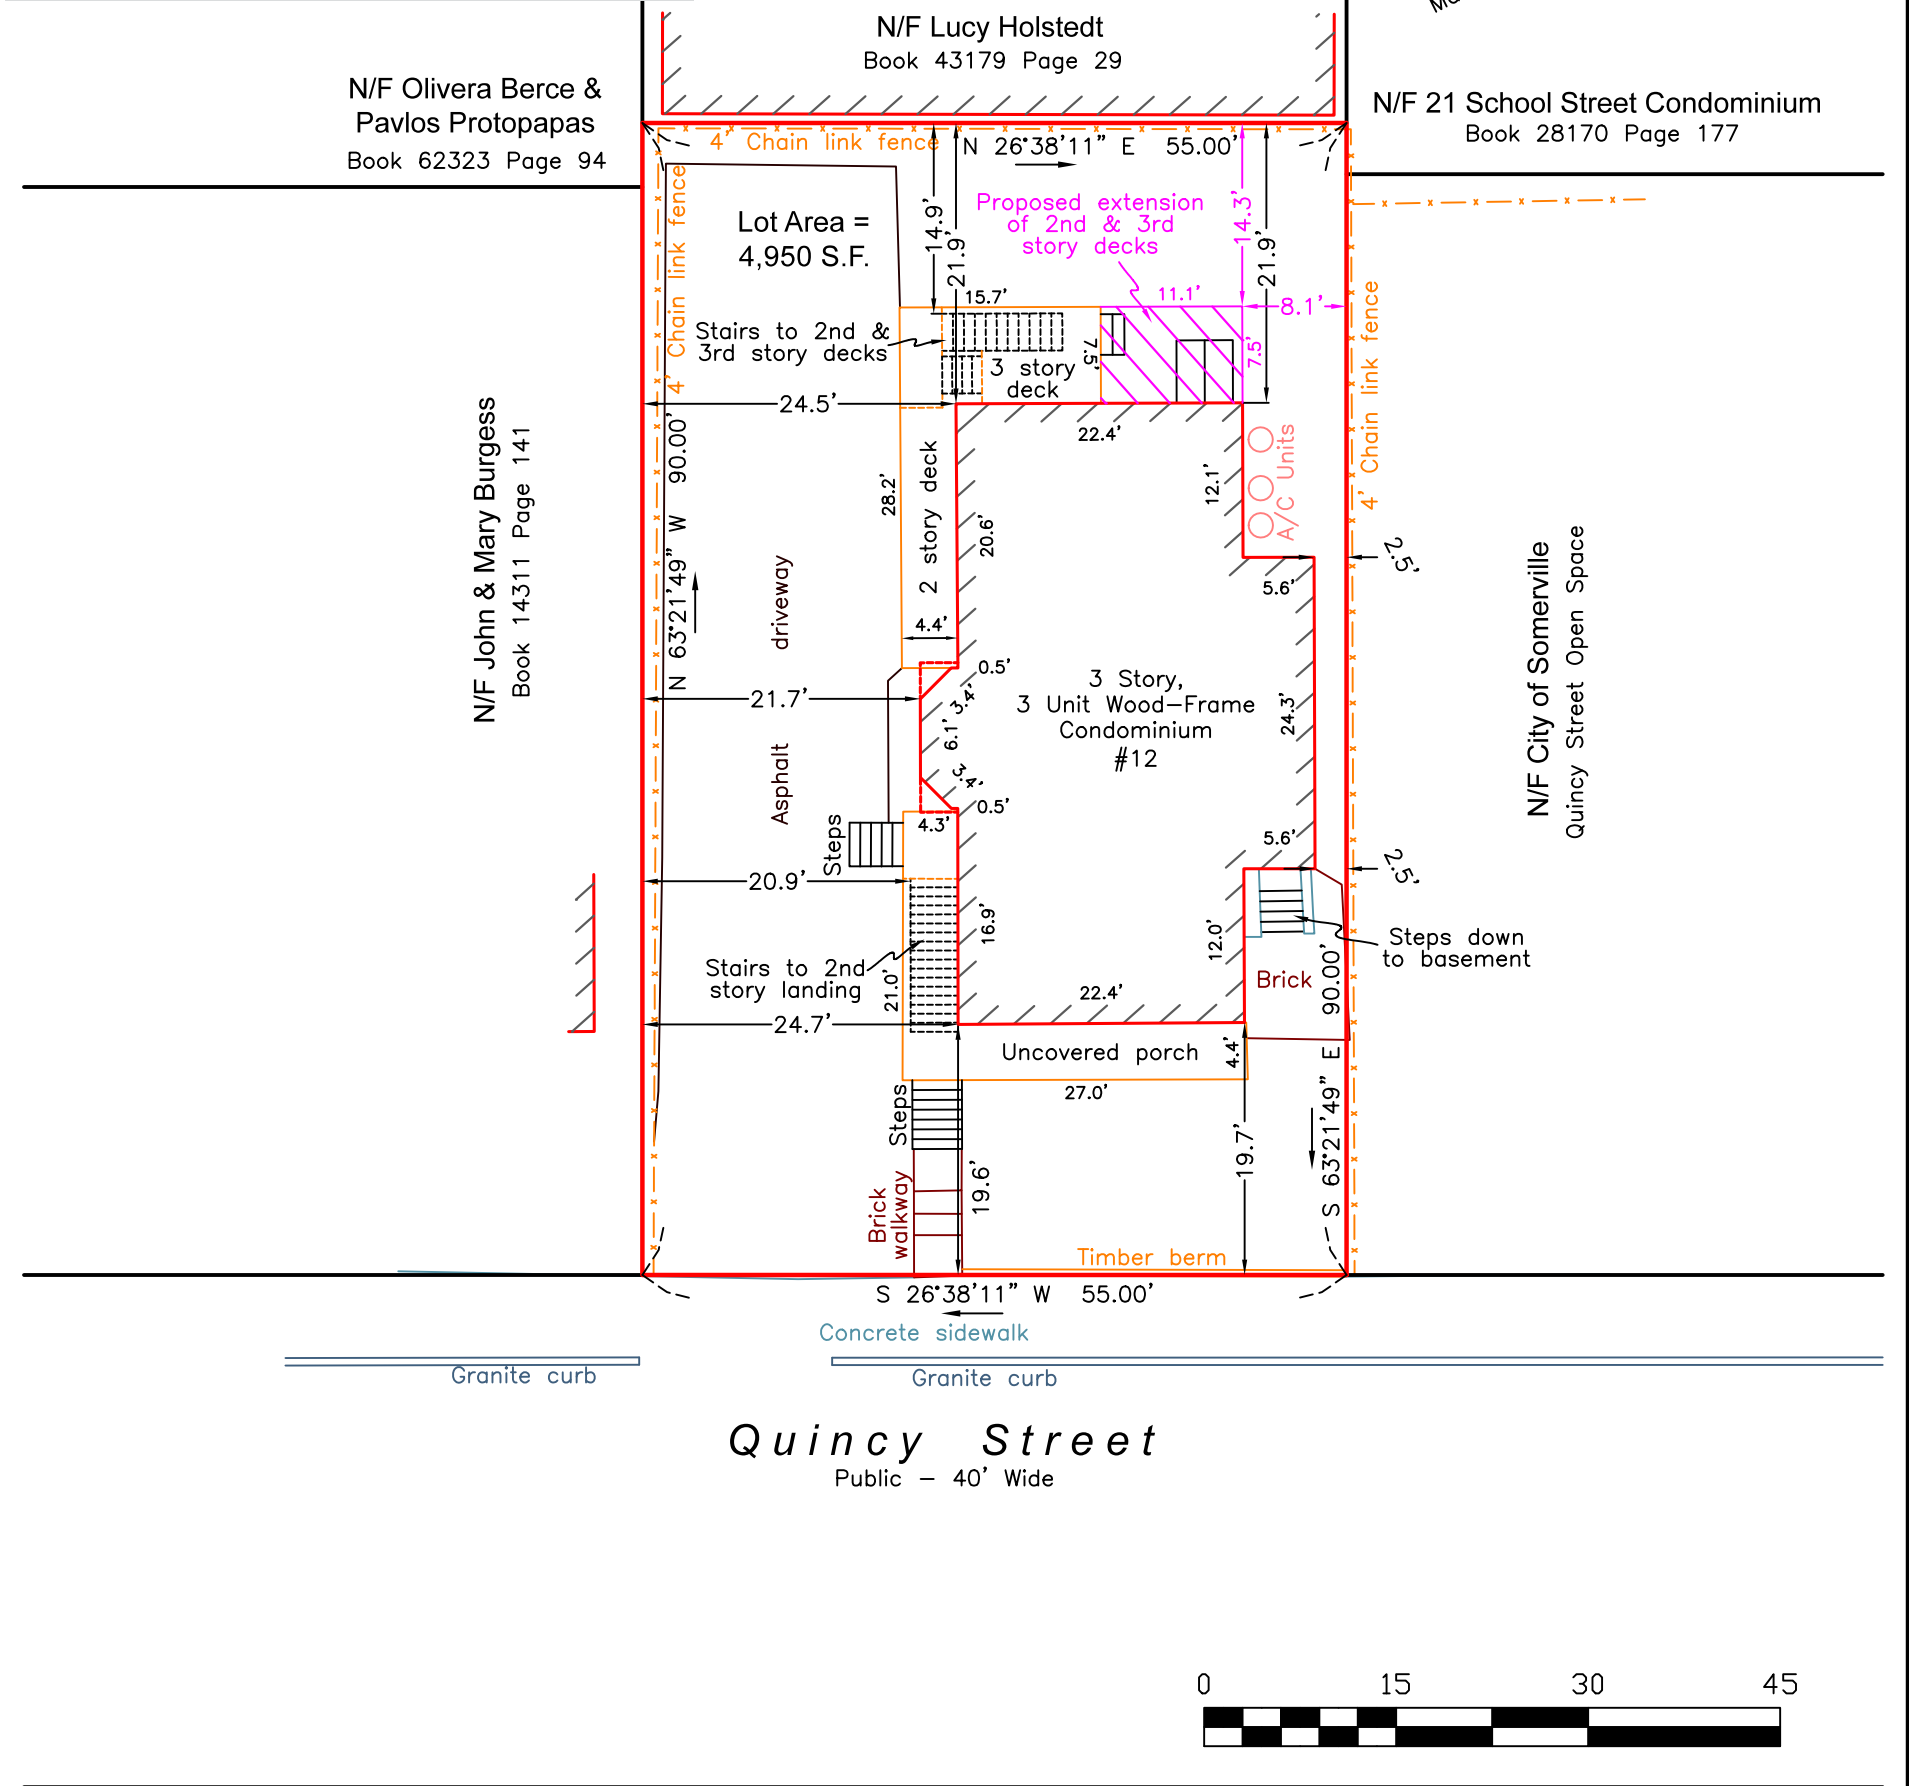 N/F Lucy Holstedt
Book 43179 Page 29
N/F Olivera Berce &
Pavlos Protopapas
Book 62323 Page 94
N/F 21 School Street Condominium
Book 28170 Page 177
4' Chain link fence
N 26°38'11" E 55.00'
4' Chain link fence
Lot Area =
4,950 S.F.
14.9'
21.9'
Proposed extension
of 2nd & 3rd
story decks
14.3'
21.9'
15.7'
11.1'
8.1'
4' Chain link fence
Stairs to 2nd &
3rd story decks
3 story
deck
7.5'
7.5'
24.5'
22.4'
N/F John & Mary Burgess
Book 14311 Page 141
N 63°21'49" W 90.00'
28.2'
2 story deck
20.6'
12.1'
A/C Units
2.5'
5.6'
N/F City of Somerville
Quincy Street Open Space
Asphalt driveway
4.4'
0.5'
3.4'
21.7'
6.1'
3 Story,
3 Unit Wood-Frame
Condominium
#12
24.3'
3.4'
0.5'
4.3'
Steps
5.6'
2.5'
20.9'
16.9'
12.0'
Steps down
to basement
Stairs to 2nd
story landing
21.0'
Brick
22.4'
24.7'
Uncovered porch
4.4'
27.0'
S 63°21'49" E 90.00'
Steps
19.6'
19.7'
Brick
walkway
Timber berm
S 26°38'11" W 55.00'
Concrete sidewalk
Granite curb
Granite curb
Quincy Street
Public - 40' Wide
0 15 30 45